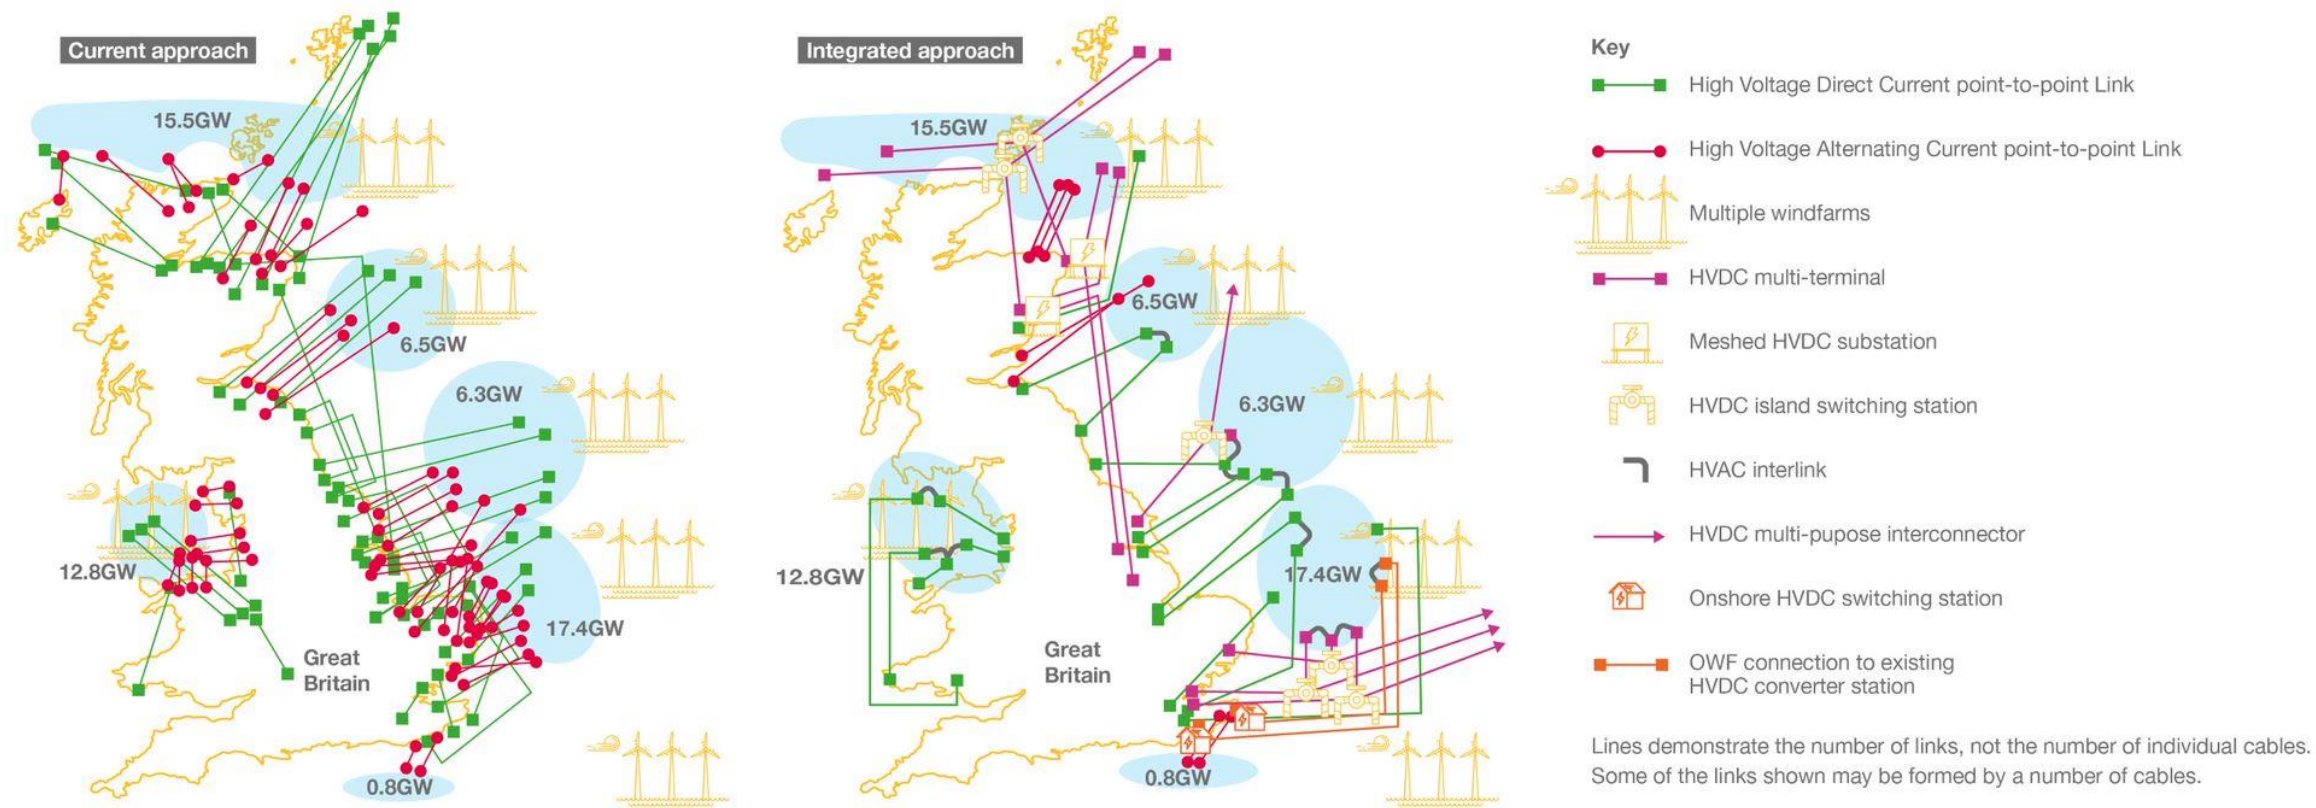 Current approach
15.5GW
6.5GW
6.3GW
12.8GW
17.4GW
Great
Britain
0.8GW
Integrated approach
15.5GW
6.5GW
6.3GW
12.8GW
17.4GW
Great
Britain
0.8GW
Key
High Voltage Direct Current point-to-point Link
High Voltage Alternating Current point-to-point Link
Multiple windfarms
HVDC multi-terminal
Meshed HVDC substation
HVDC island switching station
HVAC interlink
HVDC multi-pupose interconnector
Onshore HVDC switching station
OWF connection to existing
HVDC converter station
Lines demonstrate the number of links, not the number of individual cables.
Some of the links shown may be formed by a number of cables.